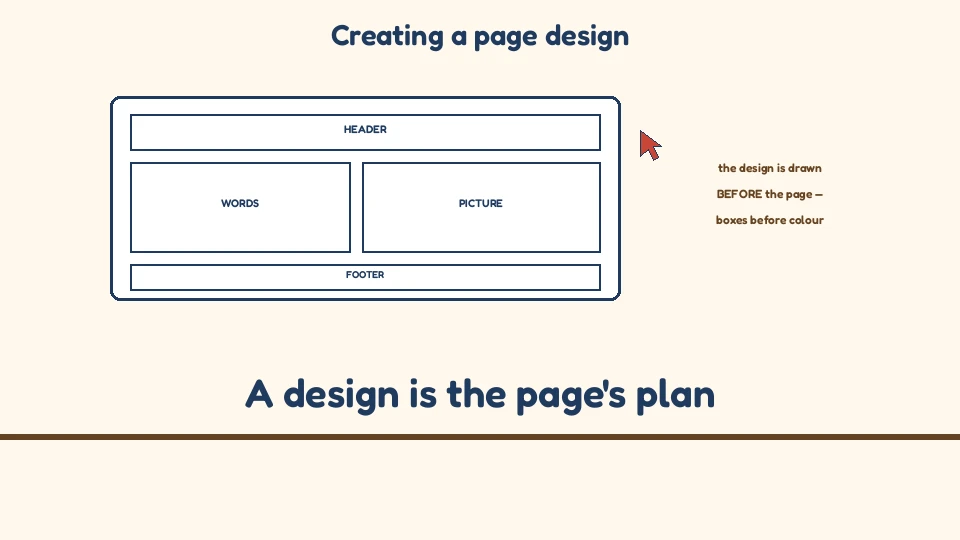 Creating a page design
HEADER
WORDS
PICTURE
FOOTER
the design is drawn
BEFORE the page –
boxes before colour
A design is the page's plan